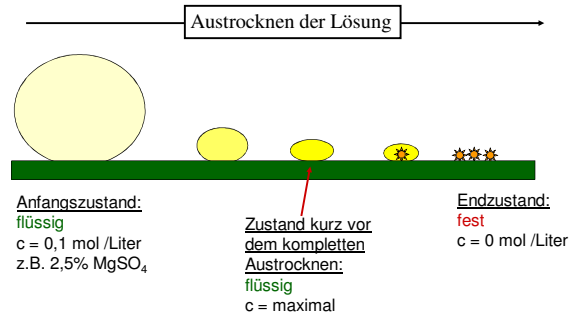 Austrocknen der Lösung
Anfangszustand:
flüssig
c = 0,1 mol /Liter
z.B. 2,5% MgSO₄
Zustand kurz vor
dem kompletten
Austrocknen:
flüssig
c = maximal
Endzustand:
fest
c = 0 mol /Liter